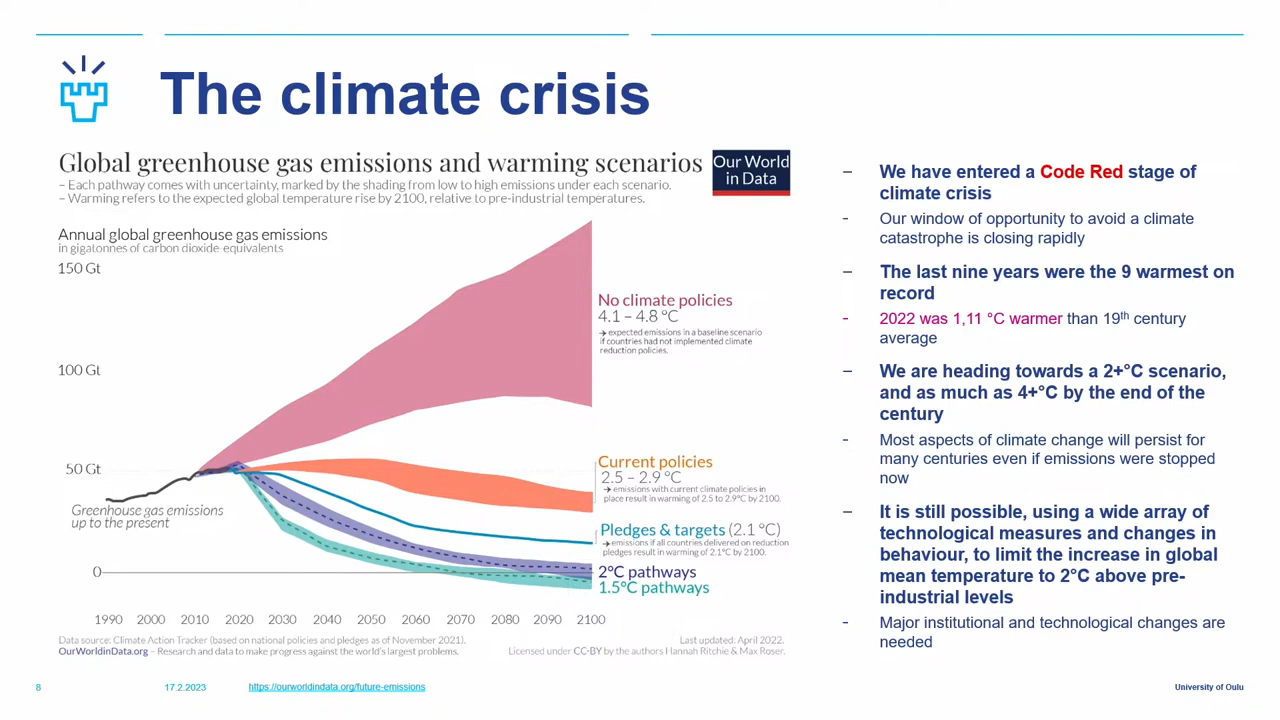 The climate crisis
Global greenhouse gas emissions and warming scenarios
– Each pathway comes with uncertainty, marked by the shading from low to high emissions under each scenario.
– Warming refers to the expected global temperature rise by 2100, relative to pre-industrial temperatures.
Our World
in Data
Annual global greenhouse gas emissions
in gigatonnes of carbon dioxide-equivalents
150 Gt
100 Gt
50 Gt
0
Greenhouse gas emissions
up to the present
No climate policies
4.1 – 4.8 °C
→ expected emissions in a baseline scenario
if countries had not implemented climate
reduction policies.
Current policies
2.5 – 2.9 °C
→ emissions with current climate policies in
place result in warming of 2.5 to 2.9°C by 2100.
Pledges & targets (2.1 °C)
→ emissions if all countries delivered on reduction
pledges result in warming of 2.1°C by 2100.
2°C pathways
1.5°C pathways
1990 2000 2010 2020 2030 2040 2050 2060 2070 2080 2090 2100
Data source: Climate Action Tracker (based on national policies and pledges as of November 2021).
OurWorldinData.org – Research and data to make progress against the world's largest problems.
Last updated: April 2022.
Licensed under CC-BY by the authors Hannah Ritchie & Max Roser.
– We have entered a Code Red stage of
climate crisis
- Our window of opportunity to avoid a climate
catastrophe is closing rapidly
– The last nine years were the 9 warmest on
record
- 2022 was 1,11 °C warmer than 19th century
average
– We are heading towards a 2+°C scenario,
and as much as 4+°C by the end of the
century
- Most aspects of climate change will persist for
many centuries even if emissions were stopped
now
– It is still possible, using a wide array of
technological measures and changes in
behaviour, to limit the increase in global
mean temperature to 2°C above pre-
industrial levels
- Major institutional and technological changes are
needed
8
17.2.2023
https://ourworldindata.org/future-emissions
University of Oulu